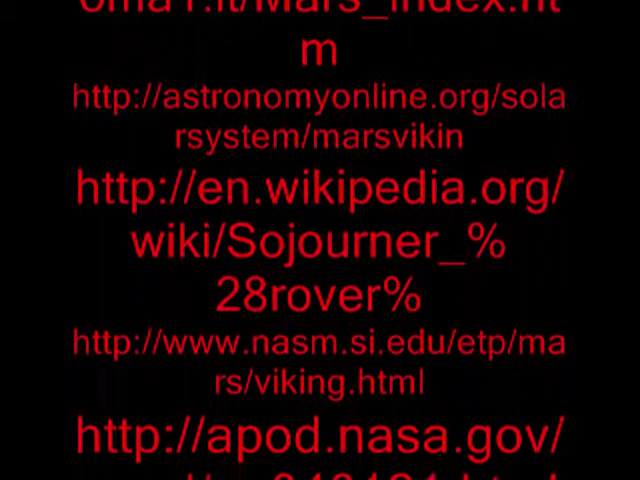 m
http://astronomyonline.org/sola
rsystem/marsvikin
http://en.wikipedia.org/
wiki/Sojourner_%
28rover%
http://www.nasm.si.edu/etp/ma
rs/viking.html
http://apod.nasa.gov/